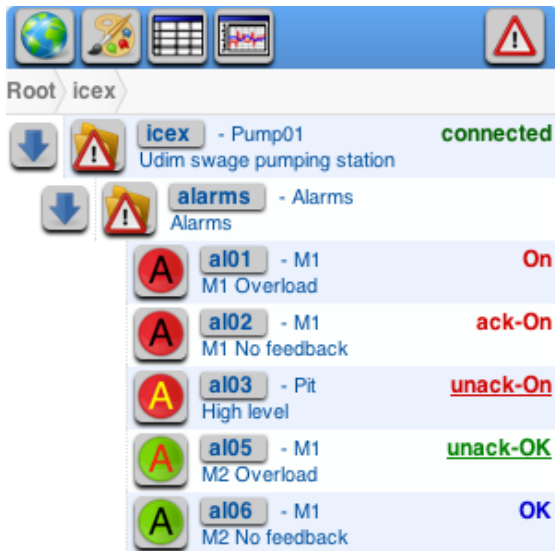 Root icex
icex - Pump01 connected
Udim swage pumping station
alarms - Alarms
Alarms
A al01 - M1 On
M1 Overload
A al02 - M1 ack-On
M1 No feedback
A al03 - Pit unack-On
High level
A al05 - M1 unack-OK
M2 Overload
A al06 - M1 OK
M2 No feedback